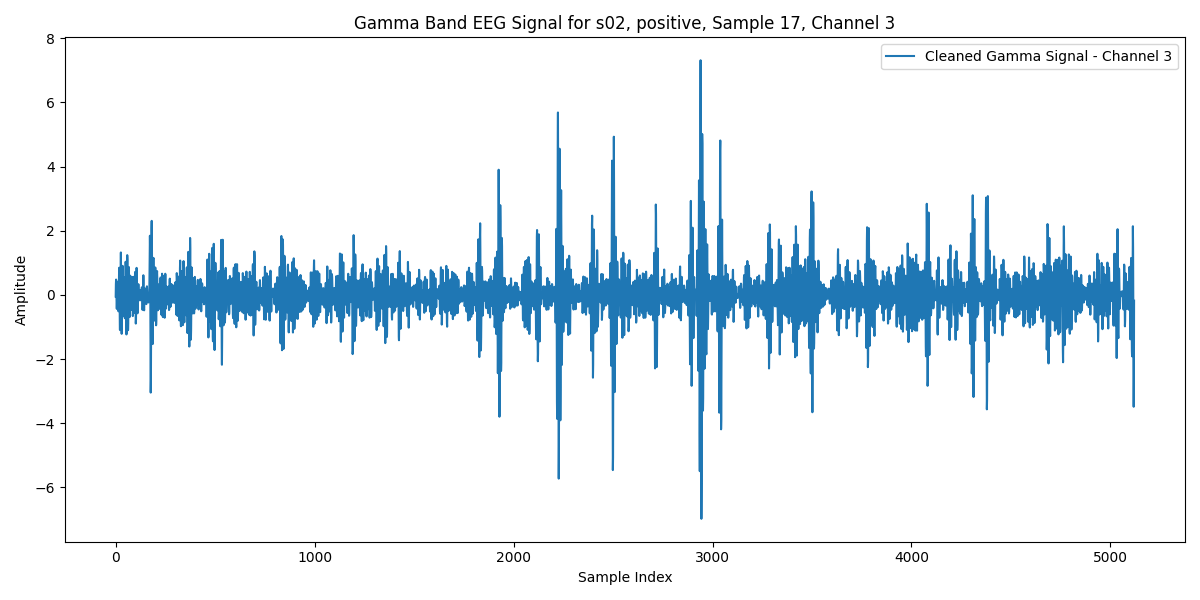 Gamma Band EEG Signal for s02, positive, Sample 17, Channel 3
Cleaned Gamma Signal - Channel 3
8
6
4
2
0
−2
−4
−6
Amplitude
0 1000 2000 3000 4000 5000
Sample Index